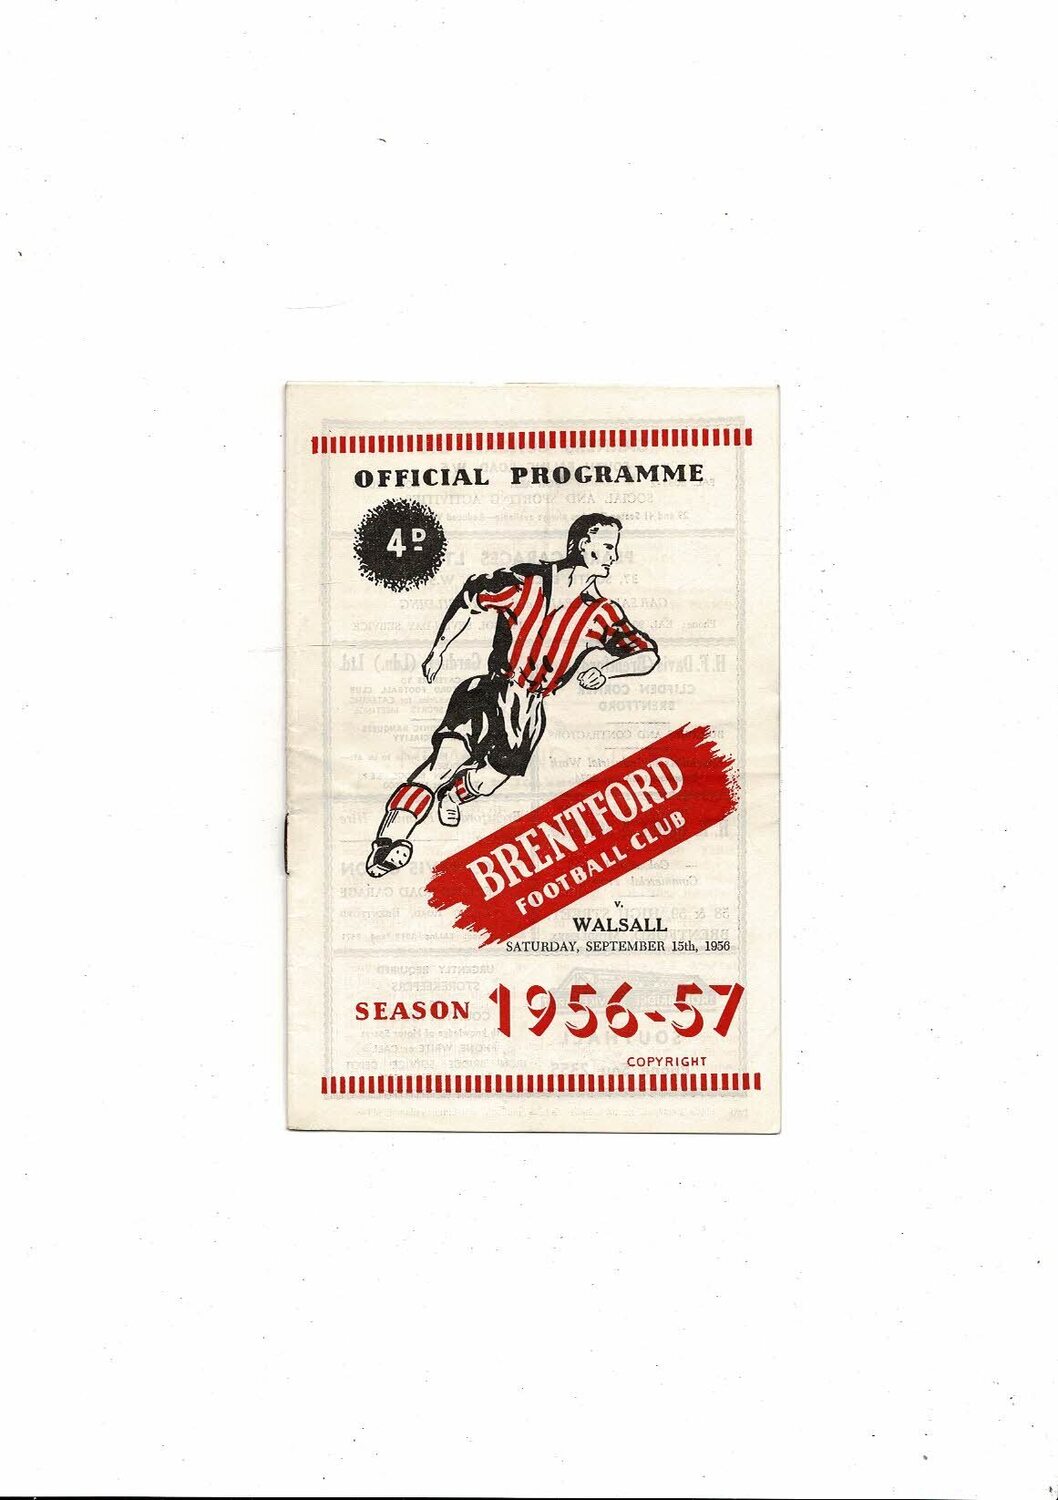 OFFICIAL PROGRAMME
4D
BRENTFORD
FOOTBALL CLUB
v.
WALSALL
SATURDAY, SEPTEMBER 15th, 1956
SEASON 1956-57
COPYRIGHT